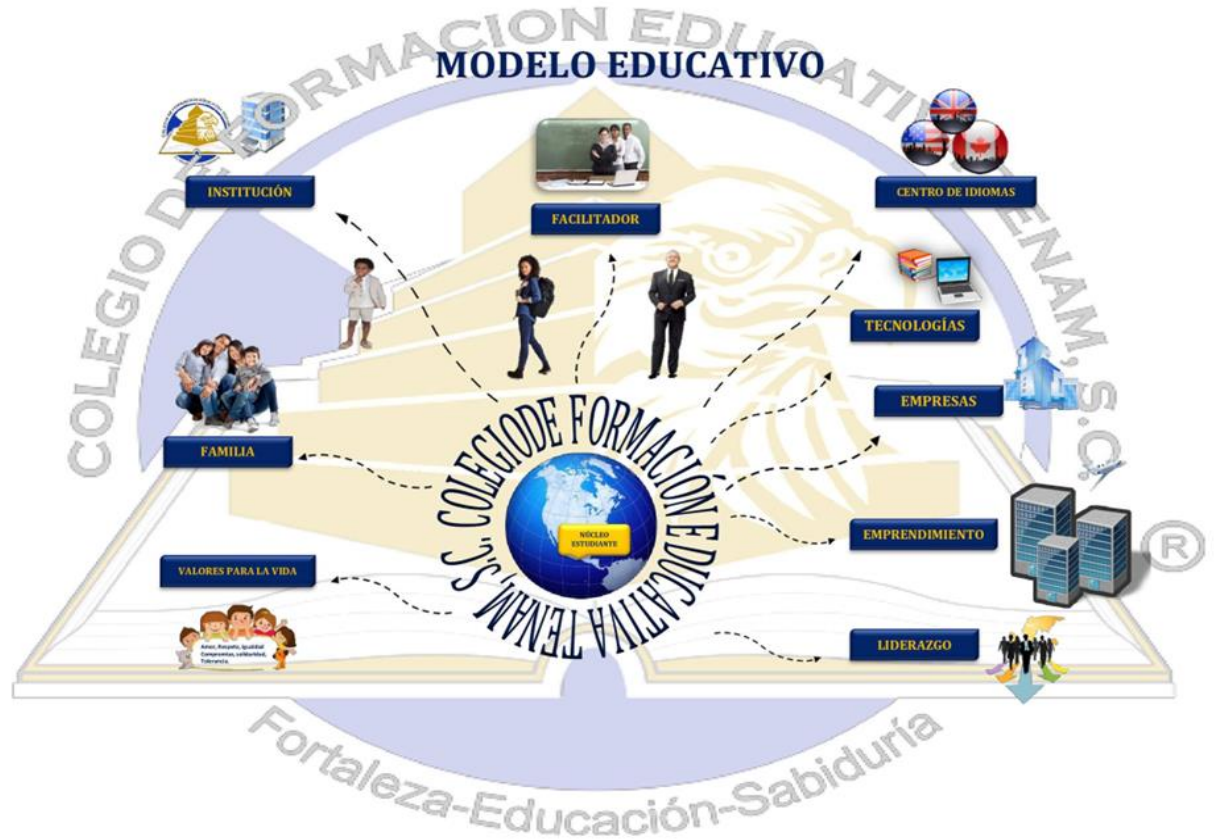 COLEGIO DE FORMACION EDUCATIVA TENAM, S.C.
MODELO EDUCATIVO
INSTITUCIÓN
FACILITADOR
CENTRO DE IDIOMAS
TECNOLOGÍAS
EMPRESAS
FAMILIA
COLEGIODE FORMACIÓN EDUCATIVA TENAM, S.C.
NÚCLEO
ESTUDIANTE
EMPRENDIMIENTO
®
VALORES PARA LA VIDA
Amor, Respeto, Igualdad
Compromiso, solidaridad,
Tolerancia.
LIDERAZGO
Fortaleza-Educación-Sabiduría